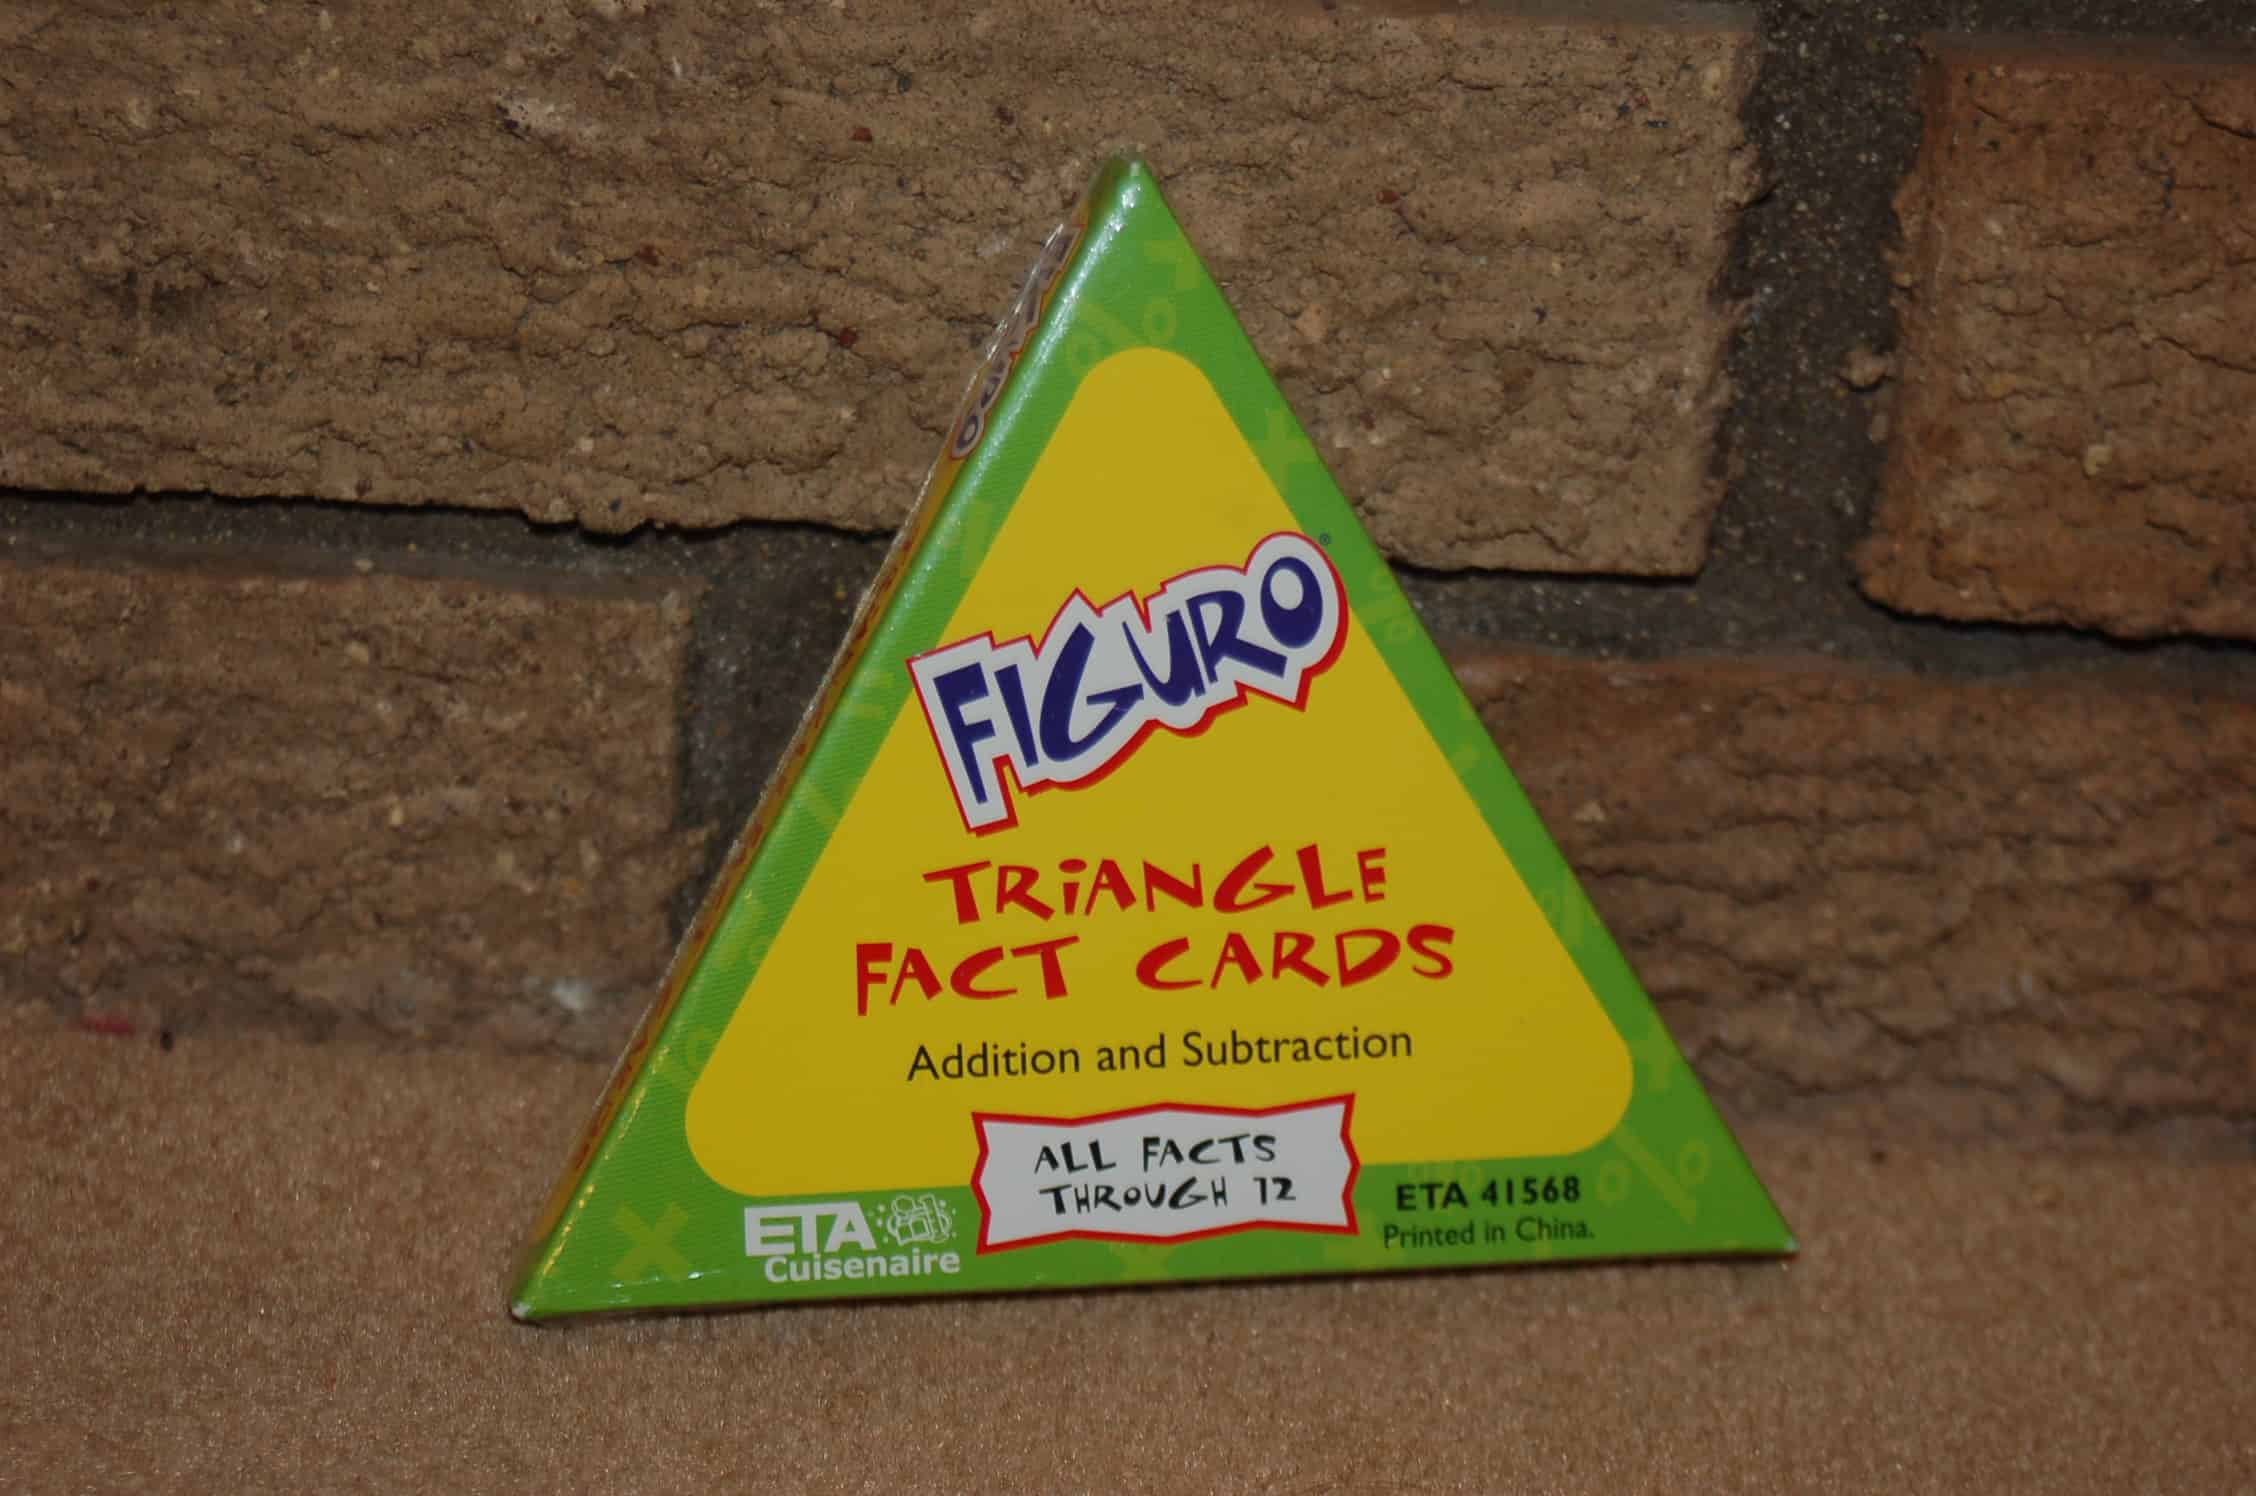 FIGURO®
TRIANGLE
FACT CARDS
Addition and Subtraction
ALL FACTS
THROUGH 12
ETA
Cuisenaire
ETA 41568
Printed in China.